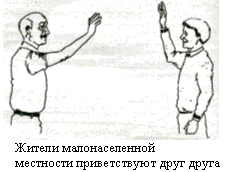 Жители малонаселенной
местности приветствуют друг друга